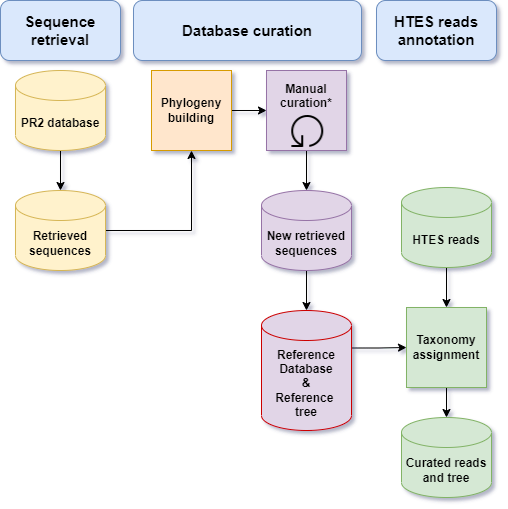 Sequence
retrieval
Database curation
HTES reads
annotation
PR2 database
Phylogeny
building
Manual
curation*
Retrieved
sequences
New retrieved
sequences
HTES reads
Reference
Database
&
Reference
tree
Taxonomy
assignment
Curated reads
and tree